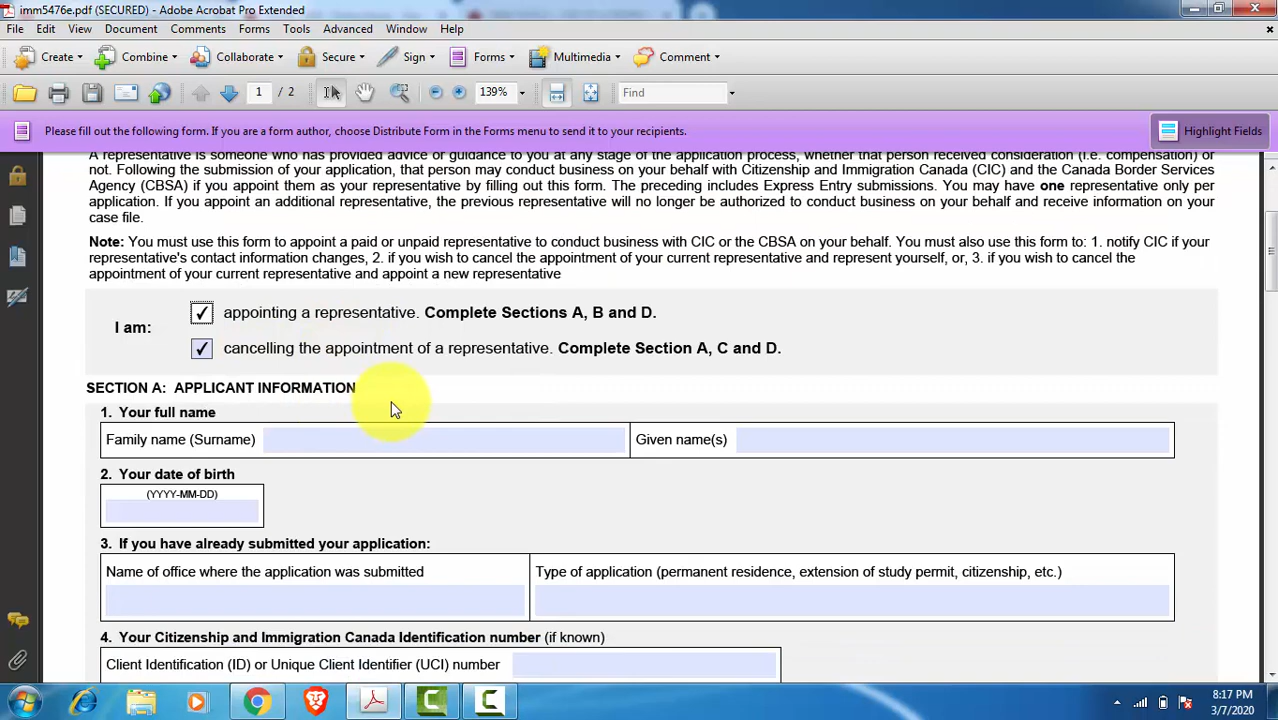 imm5476e.pdf (SECURED) - Adobe Acrobat Pro Extended
File Edit View Document Comments Forms Tools Advanced Window Help
Create Combine Collaborate Secure Sign Forms Multimedia Comment
1 / 2 139% Find
Please fill out the following form. If you are a form author, choose Distribute Form in the Forms menu to send it to your recipients. Highlight Fields
A representative is someone who has provided advice or guidance to you at any stage of the application process, whether that person received consideration (i.e. compensation) or
not. Following the submission of your application, that person may conduct business on your behalf with Citizenship and Immigration Canada (CIC) and the Canada Border Services
Agency (CBSA) if you appoint them as your representative by filling out this form. The preceding includes Express Entry submissions. You may have one representative only per
application. If you appoint an additional representative, the previous representative will no longer be authorized to conduct business on your behalf and receive information on your
case file.
Note: You must use this form to appoint a paid or unpaid representative to conduct business with CIC or the CBSA on your behalf. You must also use this form to: 1. notify CIC if your
representative's contact information changes, 2. if you wish to cancel the appointment of your current representative and represent yourself, or, 3. if you wish to cancel the
appointment of your current representative and appoint a new representative
I am:
appointing a representative. Complete Sections A, B and D.
cancelling the appointment of a representative. Complete Section A, C and D.
SECTION A: APPLICANT INFORMATION
1. Your full name
Family name (Surname) Given name(s)
2. Your date of birth
(YYYY-MM-DD)
3. If you have already submitted your application:
Name of office where the application was submitted Type of application (permanent residence, extension of study permit, citizenship, etc.)
4. Your Citizenship and Immigration Canada Identification number (if known)
Client Identification (ID) or Unique Client Identifier (UCI) number
8:17 PM
3/7/2020